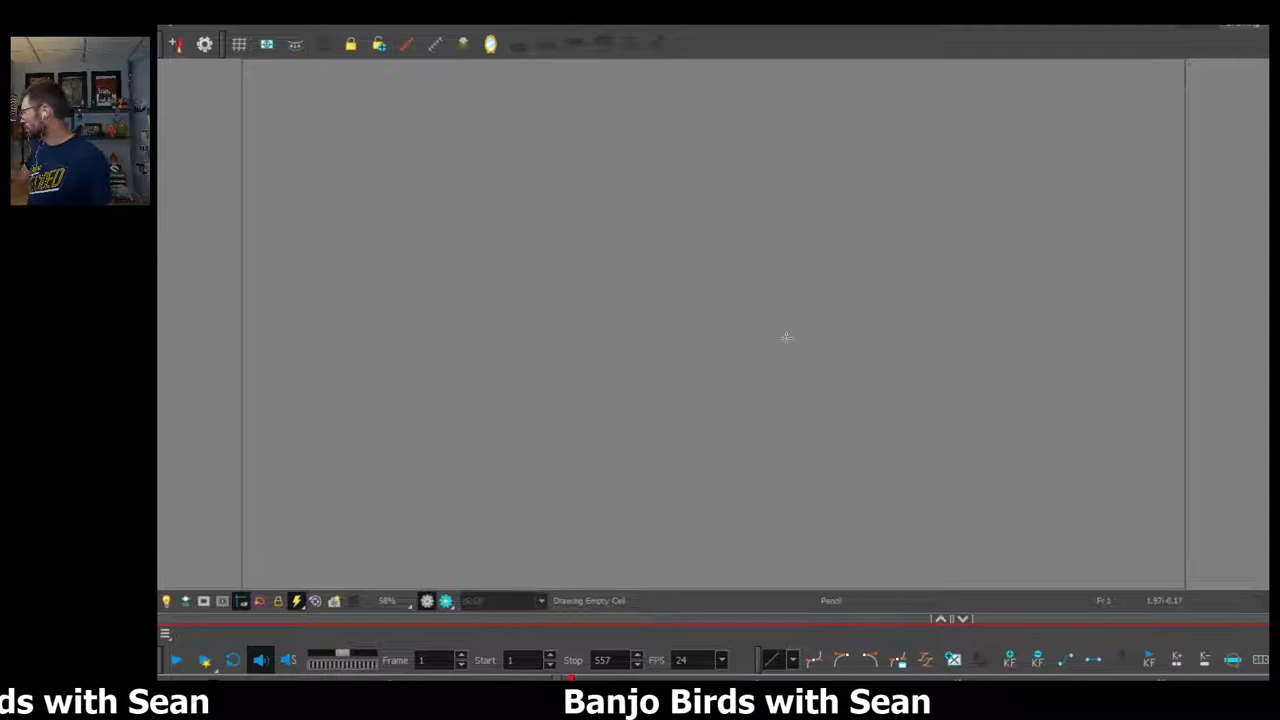 58%
Drawing Empty Cell
Pencil
Fr 1
Frame 1 Start 1 Stop 557 FPS 24
KF KF KF K+ K-
ds with Sean
Banjo Birds with Sean